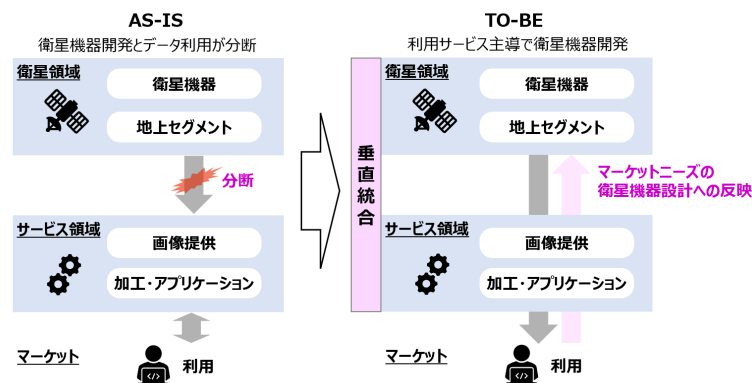 AS-IS
衛星機器開発とデータ利用が分断
衛星領域
衛星機器
地上セグメント
分断
サービス領域
画像提供
加工・アプリケーション
マーケット
利用
垂直統合
TO-BE
利用サービス主導で衛星機器開発
衛星領域
衛星機器
地上セグメント
マーケットニーズの
衛星機器設計への反映
サービス領域
画像提供
加工・アプリケーション
マーケット
利用